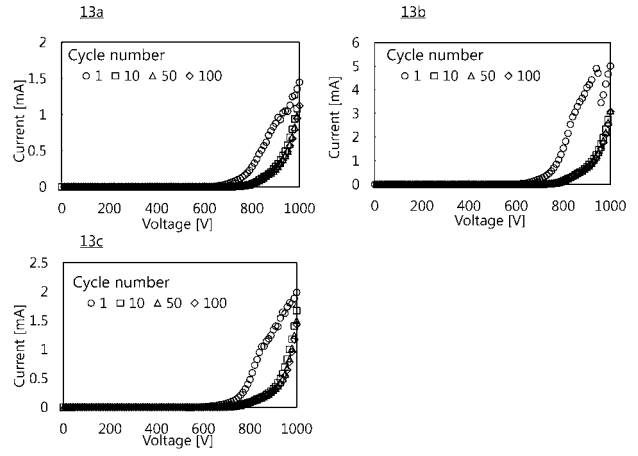 13a
Current [mA]
2
1.5
1
0.5
0
Cycle number
○ 1 □ 10 △ 50 ◇ 100
0 200 400 600 800 1000
Voltage [V]
13b
Current [mA]
6
5
4
3
2
1
0
Cycle number
○ 1 □ 10 △ 50 ◇ 100
0 200 400 600 800 1000
Voltage [V]
13c
Current [mA]
2.5
2
1.5
1
0.5
0
Cycle number
○ 1 □ 10 △ 50 ◇ 100
0 200 400 600 800 1000
Voltage [V]